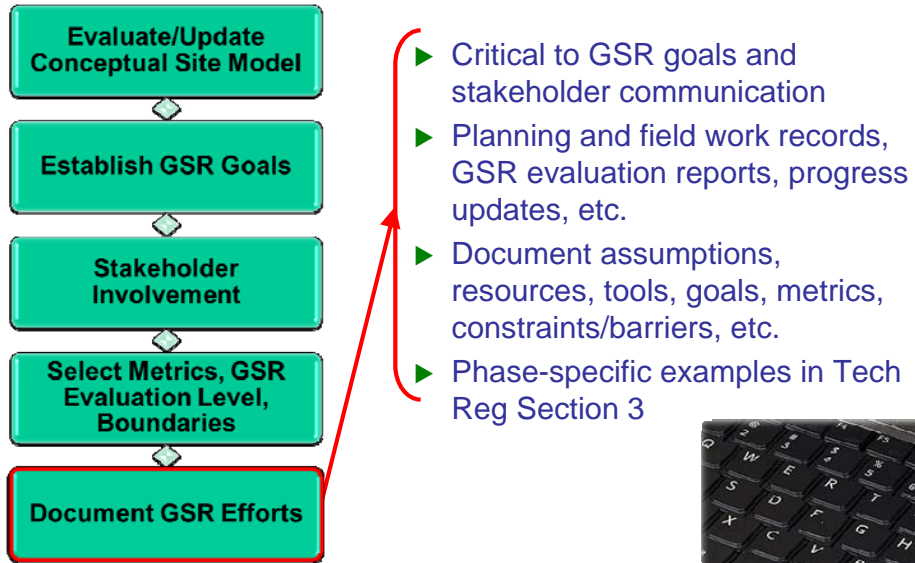 Evaluate/Update
Conceptual Site Model
Establish GSR Goals
Stakeholder
Involvement
Select Metrics, GSR
Evaluation Level,
Boundaries
Document GSR Efforts
Critical to GSR goals and
stakeholder communication
Planning and field work records,
GSR evaluation reports, progress
updates, etc.
Document assumptions,
resources, tools, goals, metrics,
constraints/barriers, etc.
Phase-specific examples in Tech
Reg Section 3
Q W E R T
S D F G H
X C V